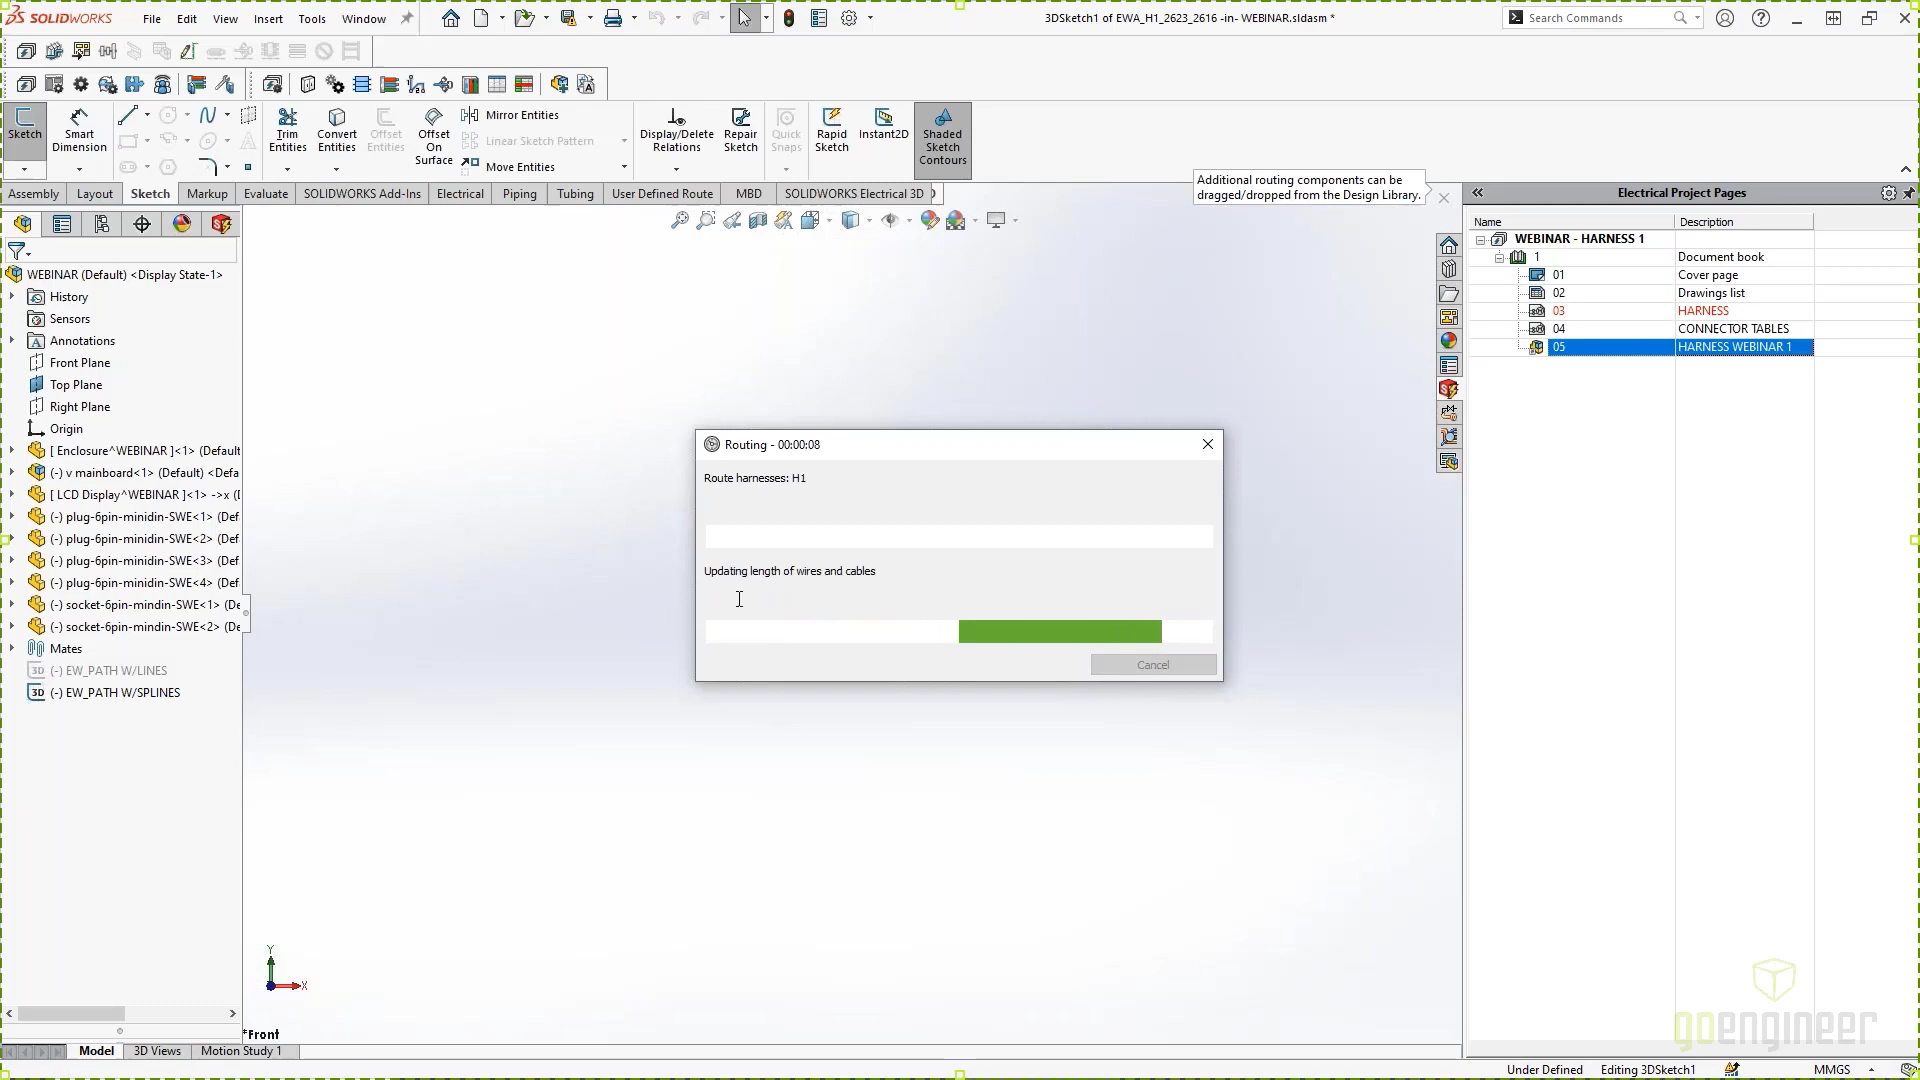 SOLIDWORKS File Edit View Insert Tools Window
3DSketch1 of EWA_H1_2623_2616 -in- WEBINAR.sldasm *
Search Commands
Sketch
Smart Dimension
Trim Entities
Convert Entities
Offset Entities
Offset On Surface
Mirror Entities
Linear Sketch Pattern
Move Entities
Display/Delete Relations
Repair Sketch
Quick Snaps
Rapid Sketch
Instant2D
Shaded Sketch Contours
Assembly Layout Sketch Markup Evaluate SOLIDWORKS Add-Ins Electrical Piping Tubing User Defined Route MBD SOLIDWORKS Electrical 3D
Additional routing components can be
dragged/dropped from the Design Library.
Electrical Project Pages
Name Description
WEBINAR - HARNESS 1
1 Document book
01 Cover page
02 Drawings list
03 HARNESS
04 CONNECTOR TABLES
05 HARNESS WEBINAR 1
WEBINAR (Default) <Display State-1>
History
Sensors
Annotations
Front Plane
Top Plane
Right Plane
Origin
[ Enclosure^WEBINAR ]<1> (Default
(-) v mainboard<1> (Default) <Defa
[ LCD Display^WEBINAR ]<1> ->x (D
(-) plug-6pin-minidin-SWE<1> (Def
(-) plug-6pin-minidin-SWE<2> (Def
(-) plug-6pin-minidin-SWE<3> (Def
(-) plug-6pin-minidin-SWE<4> (Def
(-) socket-6pin-mindin-SWE<1> (De
(-) socket-6pin-mindin-SWE<2> (De
Mates
3D (-) EW_PATH W/LINES
3D (-) EW_PATH W/SPLINES
Routing - 00:00:08
Route harnesses: H1
Updating length of wires and cables
Cancel
Y
X
*Front
Model 3D Views Motion Study 1
goengineer
Under Defined Editing 3DSketch1 MMGS